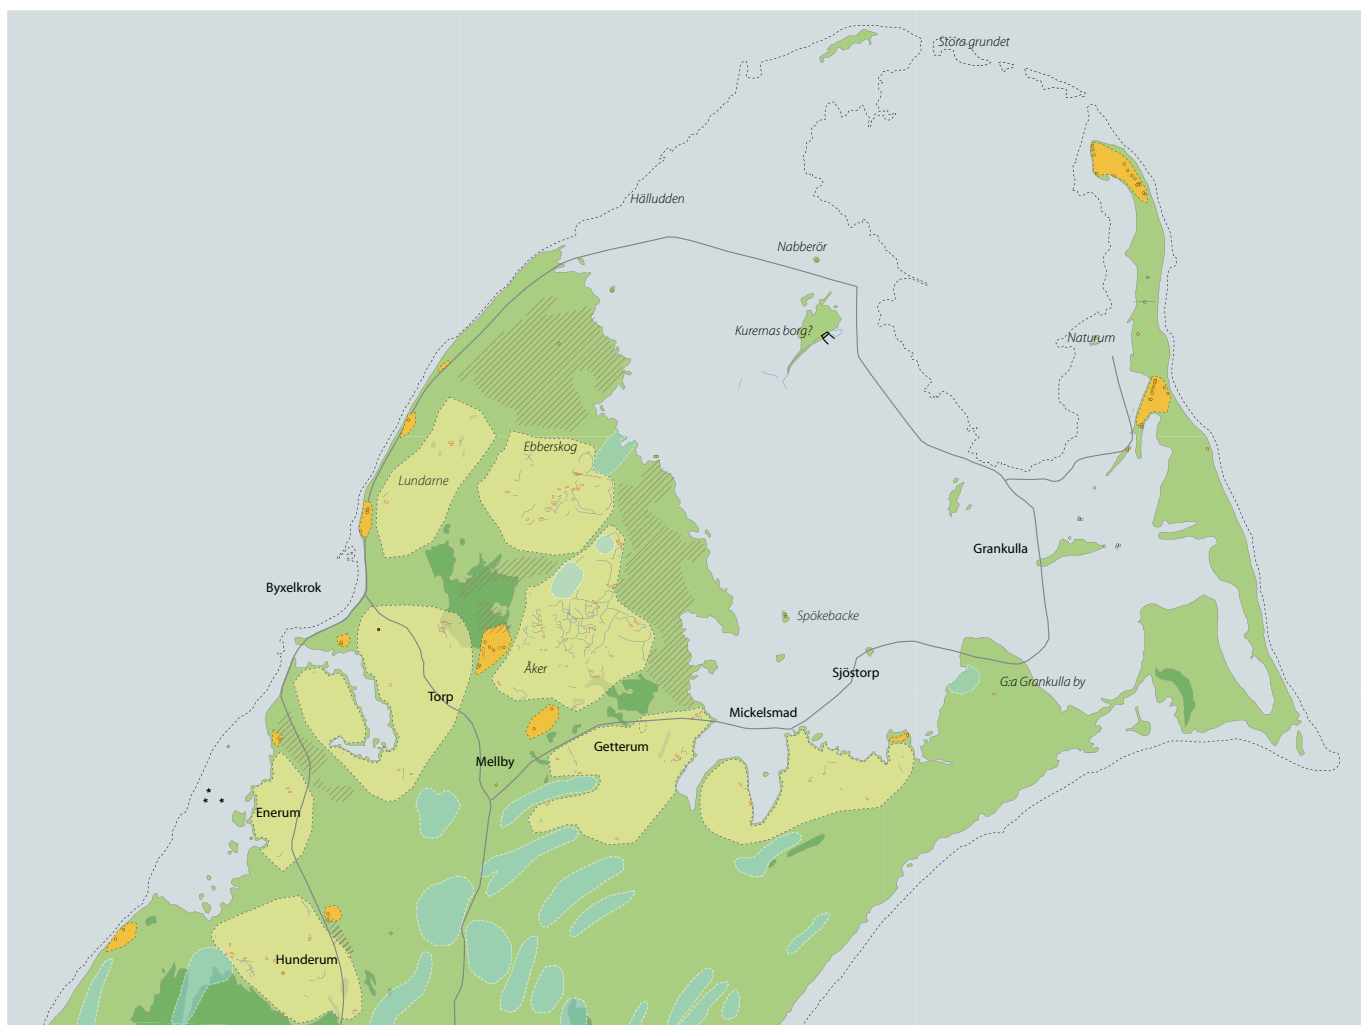 Stora grundet
Hälludden
Nabberör
Kurernas borg?
Naturum
Ebberskog
Lundarne
Grankulla
Byxelkrok
Spökebacke
Åker
Sjöstorp
G:a Grankulla by
Torp
Mickelsmad
Getterum
Mellby
Enerum
Hunderum